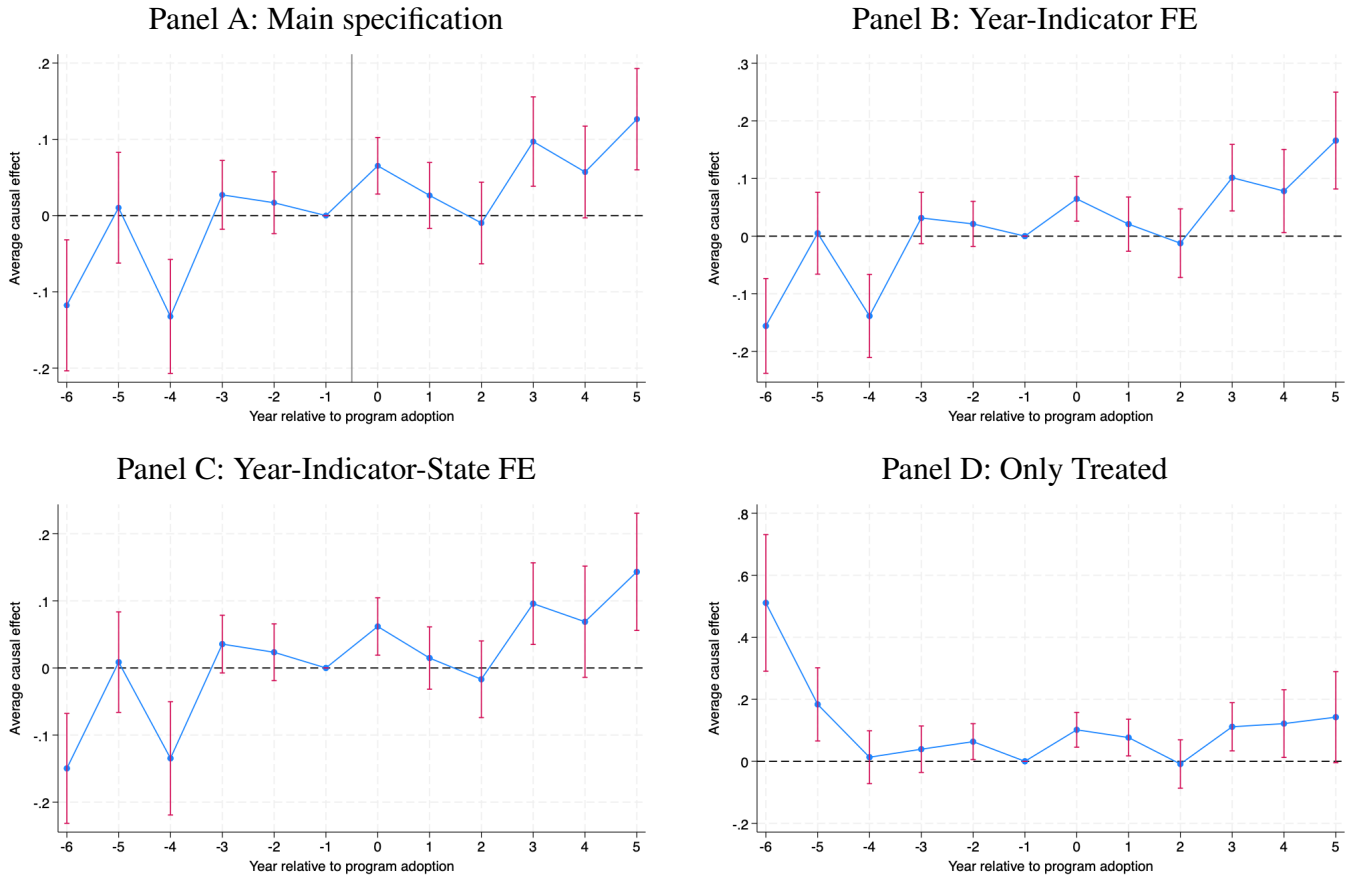 Panel A: Main specification
.2
.1
0
-.1
-.2
Average causal effect
-6 -5 -4 -3 -2 -1 0 1 2 3 4 5
Year relative to program adoption
Panel B: Year-Indicator FE
.3
.2
.1
0
-.1
-.2
Average causal effect
-6 -5 -4 -3 -2 -1 0 1 2 3 4 5
Year relative to program adoption
Panel C: Year-Indicator-State FE
.2
.1
0
-.1
-.2
Average causal effect
-6 -5 -4 -3 -2 -1 0 1 2 3 4 5
Year relative to program adoption
Panel D: Only Treated
.8
.6
.4
.2
0
-.2
Average causal effect
-6 -5 -4 -3 -2 -1 0 1 2 3 4 5
Year relative to program adoption